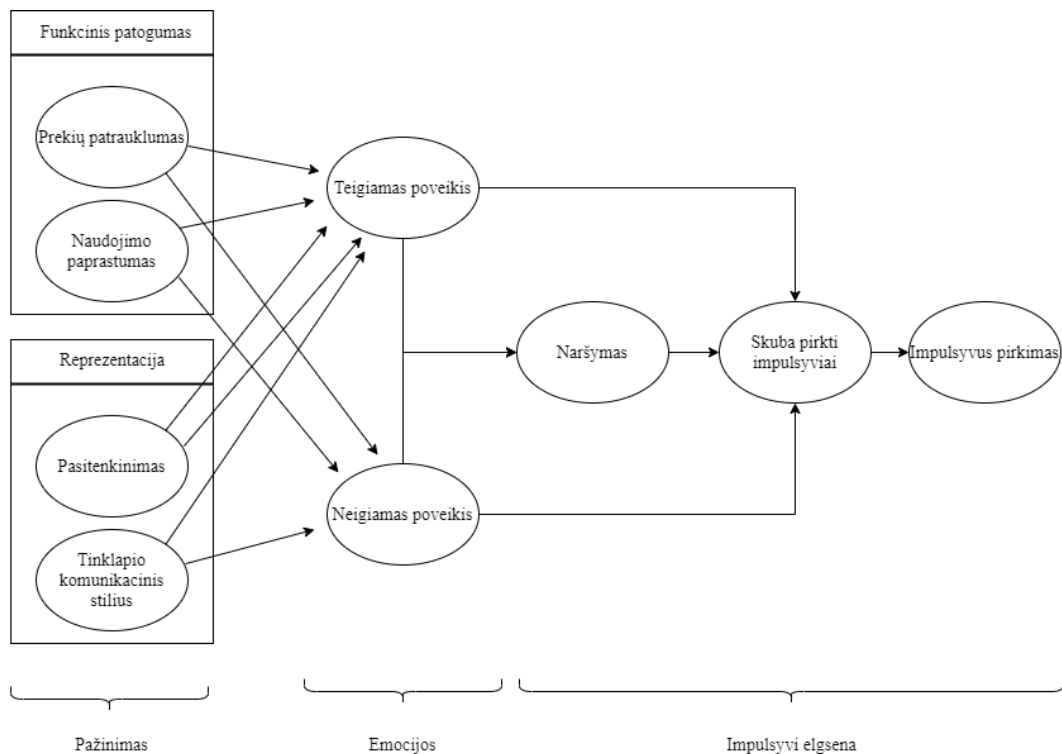 Funkcinis patogumas
Prekių patrauklumas
Naudojimo
paprastumas
Reprezentacija
Pasitenkinimas
Tinklapio
komunikacinis
stilius
Teigiamas poveikis
Neigiamas poveikis
Naršymas
Skuba pirkti
impulsyviai
Impulsyvus pirkimas
Pažinimas
Emocijos
Impulsyvi elgsena